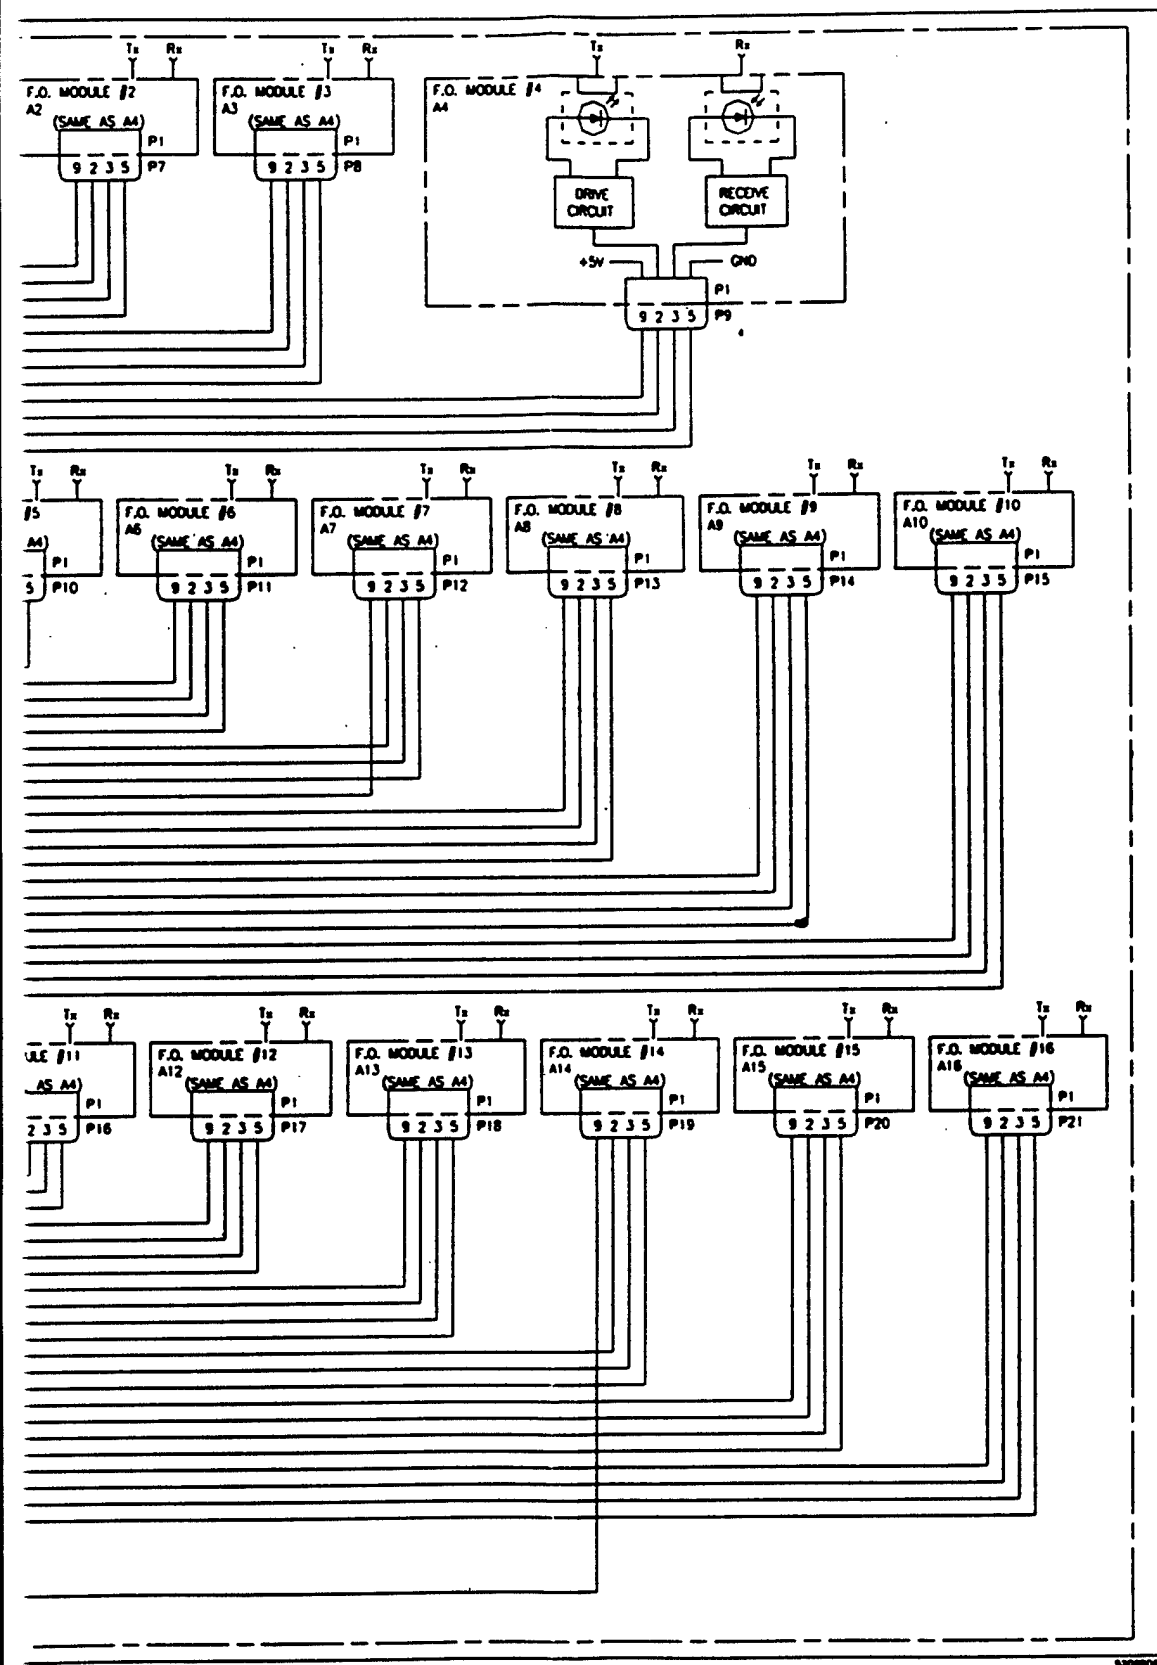 Tx Rx Tx Rx Tx Rx
F.O. MODULE #2 F.O. MODULE #3 F.O. MODULE #4
A2 A3 A4
(SAME AS A4) (SAME AS A4)
P1 P1
9 2 3 5 P7 9 2 3 5 P8
DRIVE CIRCUIT RECEIVE CIRCUIT
+5V GND
P1
9 2 3 5 P9
Tx Rx Tx Rx Tx Rx Tx Rx Tx Rx Tx Rx
#5 F.O. MODULE #6 F.O. MODULE #7 F.O. MODULE #8 F.O. MODULE #9 F.O. MODULE #10
A6 A7 A8 A9 A10
A4) (SAME AS A4) (SAME AS A4) (SAME AS A4) (SAME AS A4) (SAME AS A4)
P1 P1 P1 P1 P1 P1
5 P10 9 2 3 5 P11 9 2 3 5 P12 9 2 3 5 P13 9 2 3 5 P14 9 2 3 5 P15
Tx Rx Tx Rx Tx Rx Tx Rx Tx Rx Tx Rx
ULE #11 F.O. MODULE #12 F.O. MODULE #13 F.O. MODULE #14 F.O. MODULE #15 F.O. MODULE #16
A12 A13 A14 A15 A16
AS A4) (SAME AS A4) (SAME AS A4) (SAME AS A4) (SAME AS A4) (SAME AS A4)
P1 P1 P1 P1 P1 P1
2 3 5 P16 9 2 3 5 P17 9 2 3 5 P18 9 2 3 5 P19 9 2 3 5 P20 9 2 3 5 P21